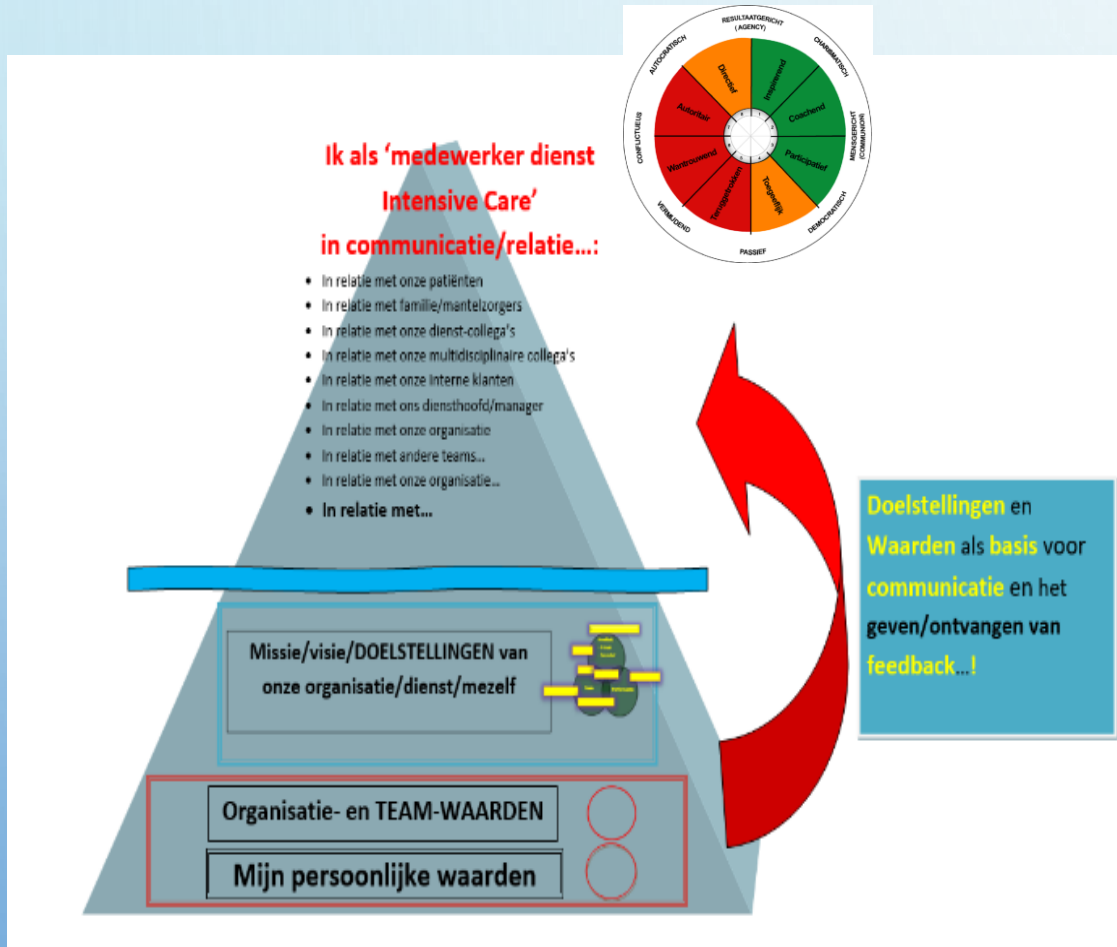 RESULTAATGERICHT
(AGENCY)
AUTOCRATISCH
CHARISMATISCH
Directief
Inspirerend
Autoritair
Coachend
CONFLICTUEUS
MENSGERICHT
(COMMUNION)
Wantrouwend
Participatief
Teruggetrokken
Toegeeflijk
VERMIJDEND
DEMOCRATISCH
PASSIEF
Ik als ‘medewerker dienst
Intensive Care’
in communicatie/relatie…:
• In relatie met onze patiënten
• In relatie met familie/mantelzorgers
• In relatie met onze dienst-collega's
• In relatie met onze multidisciplinaire collega's
• In relatie met onze interne klanten
• In relatie met ons diensthoofd/manager
• In relatie met onze organisatie
• In relatie met andere teams…
• In relatie met onze organisatie…
• In relatie met…
Doelstellingen en
Waarden als basis voor
communicatie en het
geven/ontvangen van
feedback…!
Missie/visie/DOELSTELLINGEN van
onze organisatie/dienst/mezelf
Organisatie- en TEAM-WAARDEN
Mijn persoonlijke waarden